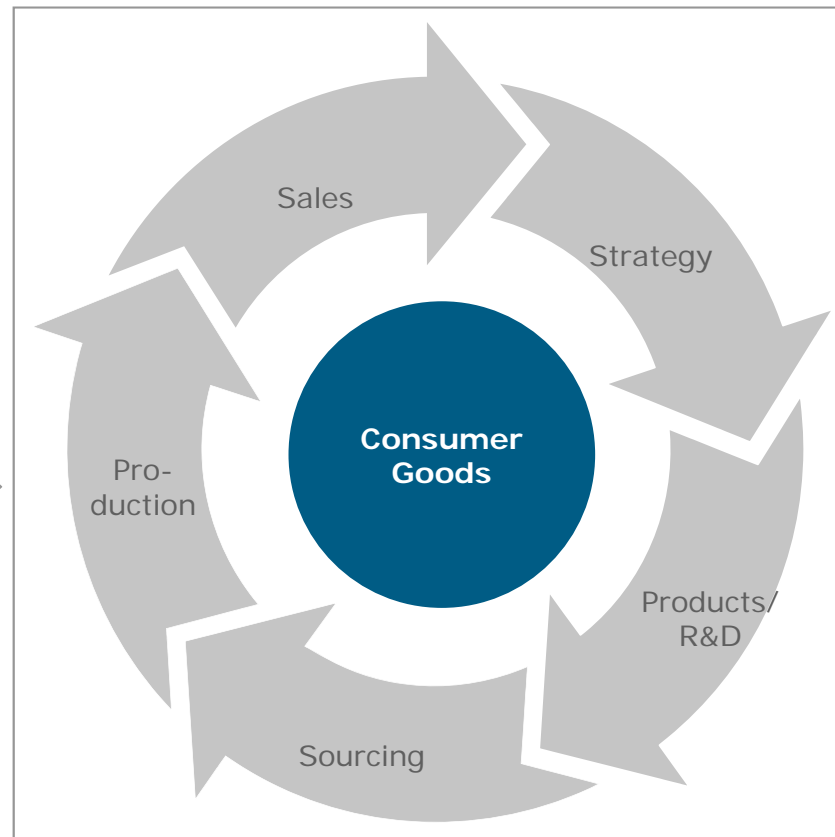 Sales
Strategy
Consumer
Goods
Pro-
duction
Products/
R&D
Sourcing